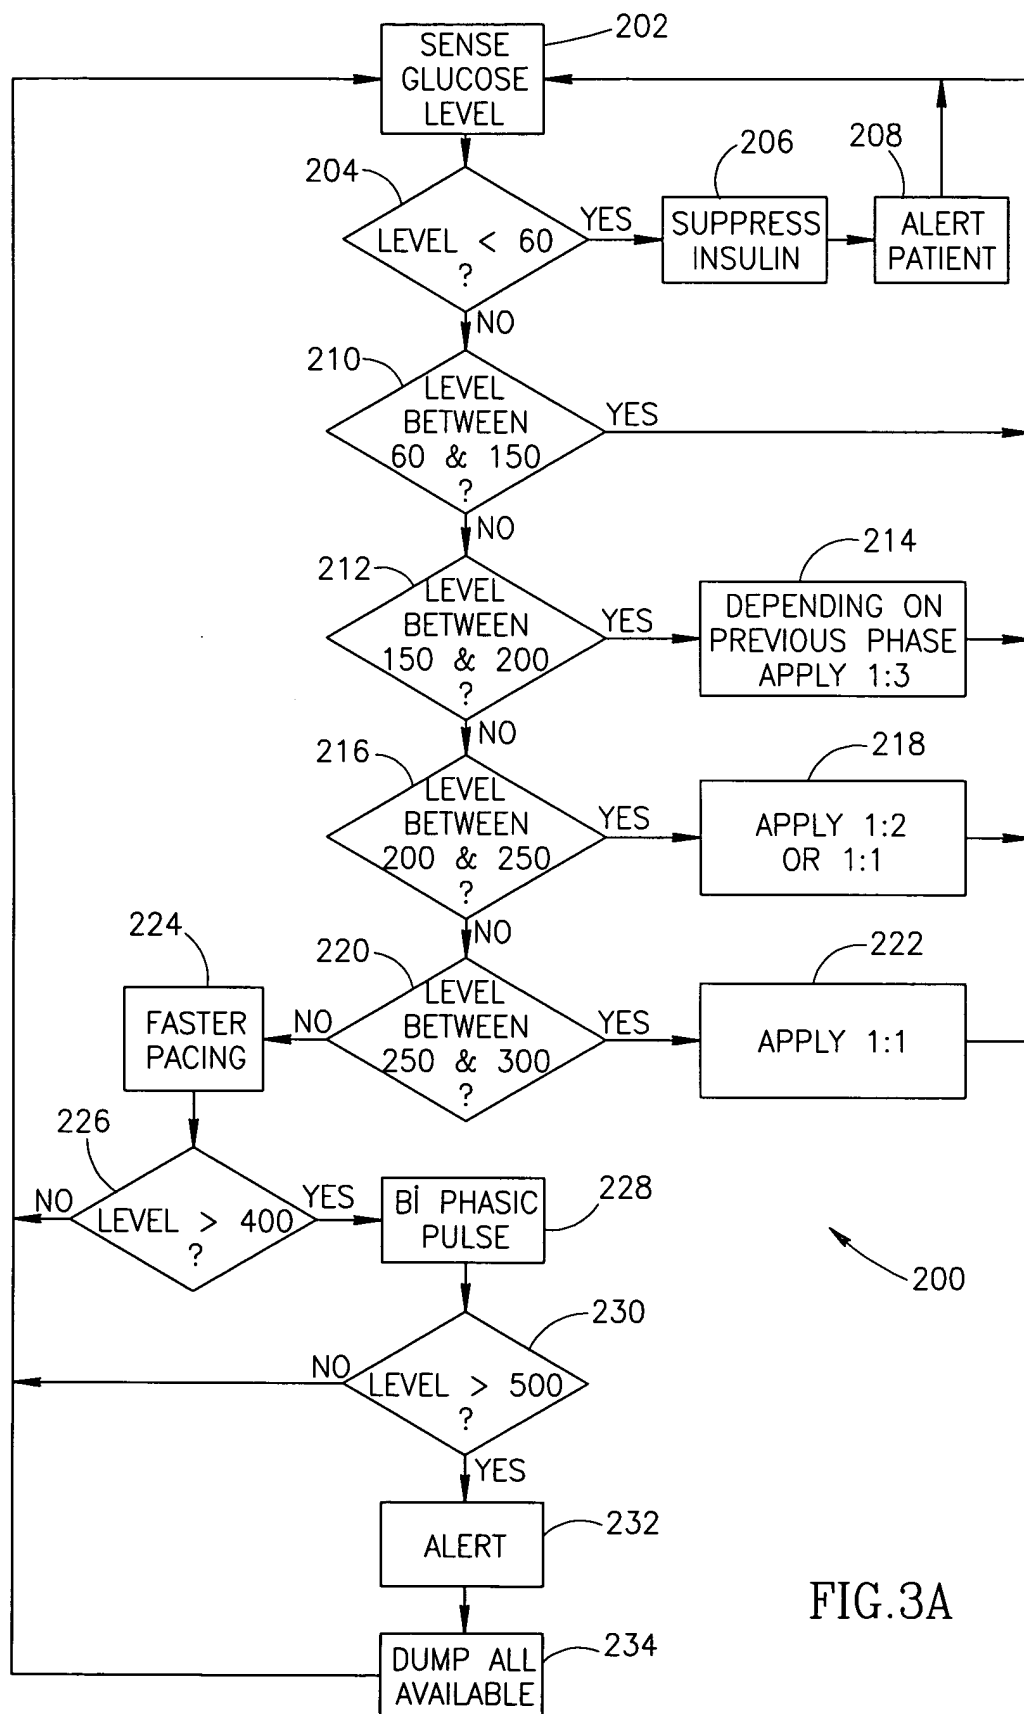 202
SENSE
GLUCOSE
LEVEL
204
206
208
LEVEL < 60
?
YES
SUPPRESS
INSULIN
ALERT
PATIENT
NO
210
LEVEL
BETWEEN
60 & 150
?
YES
NO
212
LEVEL
BETWEEN
150 & 200
?
YES
214
DEPENDING ON
PREVIOUS PHASE
APPLY 1:3
NO
216
LEVEL
BETWEEN
200 & 250
?
YES
218
APPLY 1:2
OR 1:1
NO
220
LEVEL
BETWEEN
250 & 300
?
YES
222
APPLY 1:1
NO
224
FASTER
PACING
226
LEVEL > 400
?
NO
YES
BI PHASIC
PULSE
228
200
230
LEVEL > 500
?
NO
YES
ALERT
232
DUMP ALL
AVAILABLE
234
FIG.3A